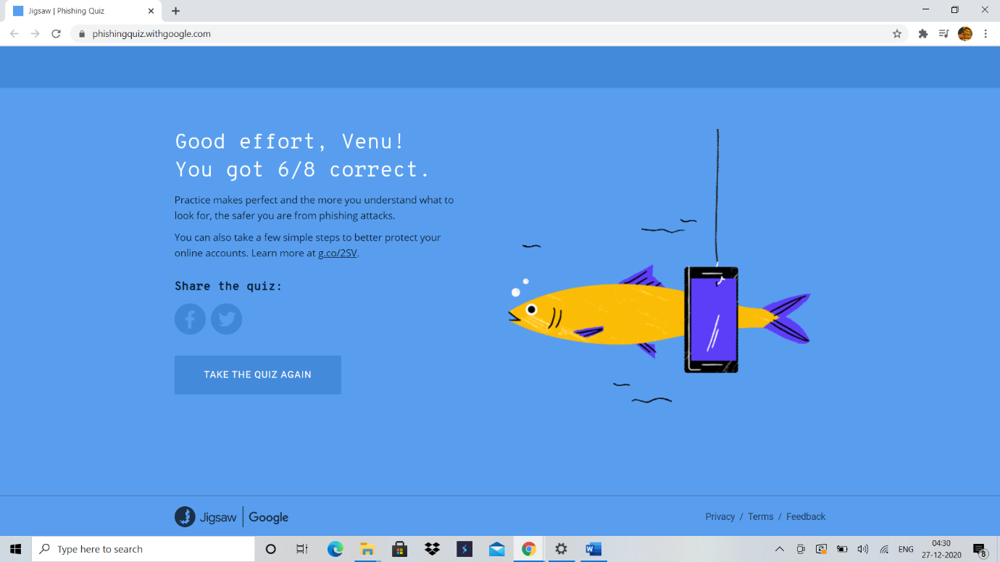 Jigsaw | Phishing Quiz
phishingquiz.withgoogle.com
Good effort, Venu!
You got 6/8 correct.
Practice makes perfect and the more you understand what to
look for, the safer you are from phishing attacks.
You can also take a few simple steps to better protect your
online accounts. Learn more at g.co/2SV.
Share the quiz:
TAKE THE QUIZ AGAIN
Jigsaw | Google
Privacy / Terms / Feedback
Type here to search
ENG
04:30
27-12-2020
8